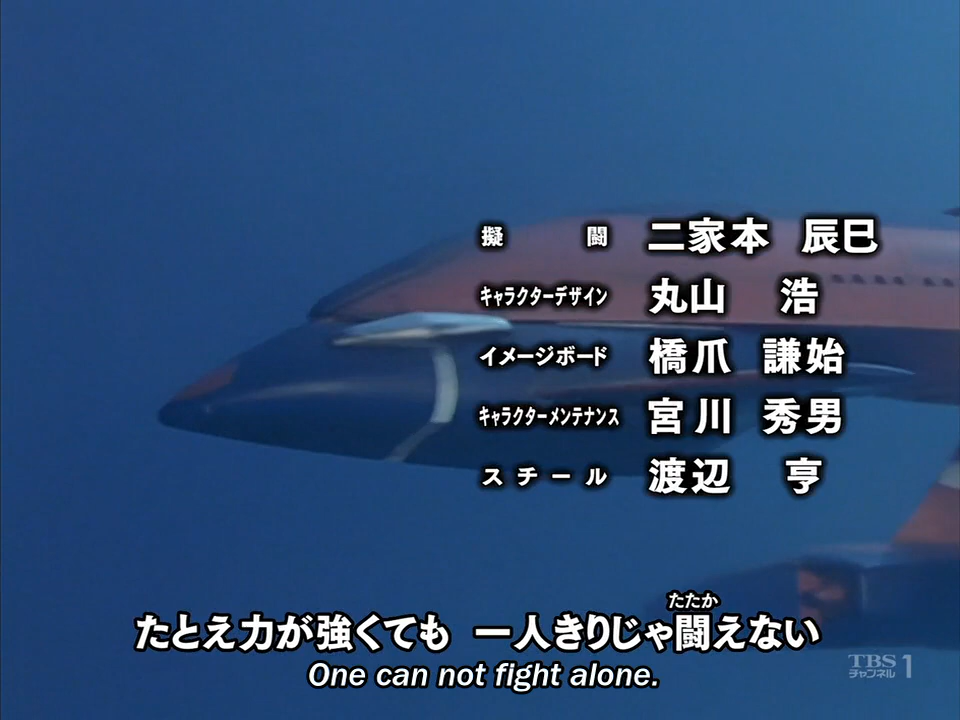 擬闘 二家本 辰巳
キャラクターデザイン 丸山 浩
イメージボード 橋爪 謙始
キャラクターメンテナンス 宮川 秀男
スチール 渡辺 亨
たたか
たとえ力が強くても 一人きりじゃ闘えない
One can not fight alone.
TBS
チャンネル 1